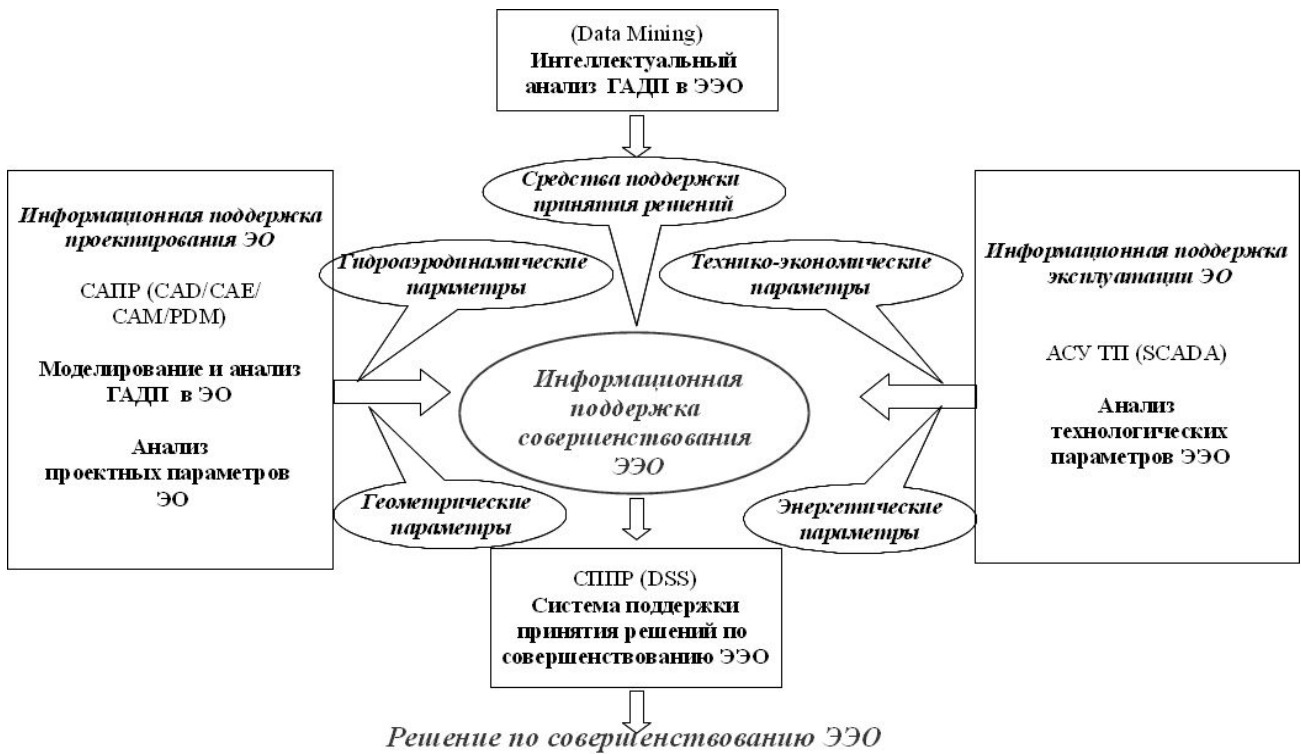 (Data Mining)
Интеллектуальный
анализ ГАДП в ЭЭО
Средства поддержки
принятия решений
Информационная поддержка
проектирования ЭО
САПР (CAD/CAE/
CAM/PDM)
Моделирование и анализ
ГАДП в ЭО
Анализ
проектных параметров
ЭО
Гидроаэродинамические
параметры
Геометрические
параметры
Информационная
поддержка
совершенствования
ЭЭО
Технико-экономические
параметры
Энергетические
параметры
Информационная поддержка
эксплуатации ЭО
АСУ ТП (SCADA)
Анализ
технологических
параметров ЭЭО
СППР (DSS)
Система поддержки
принятия решений по
совершенствованию ЭЭО
Решение по совершенствованию ЭЭО